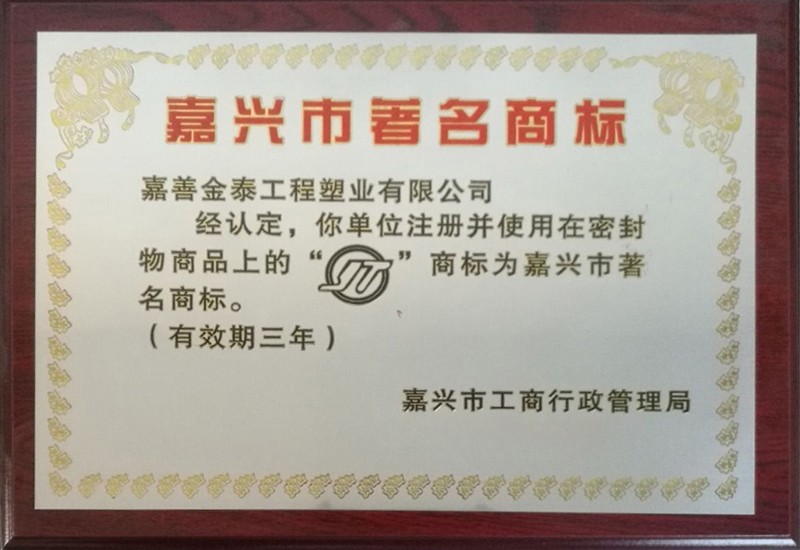 嘉兴市著名商标
嘉善金泰工程塑业有限公司
经认定，你单位注册并使用在密封
物商品上的“JT”商标为嘉兴市著
名商标。
（有效期三年）
嘉兴市工商行政管理局